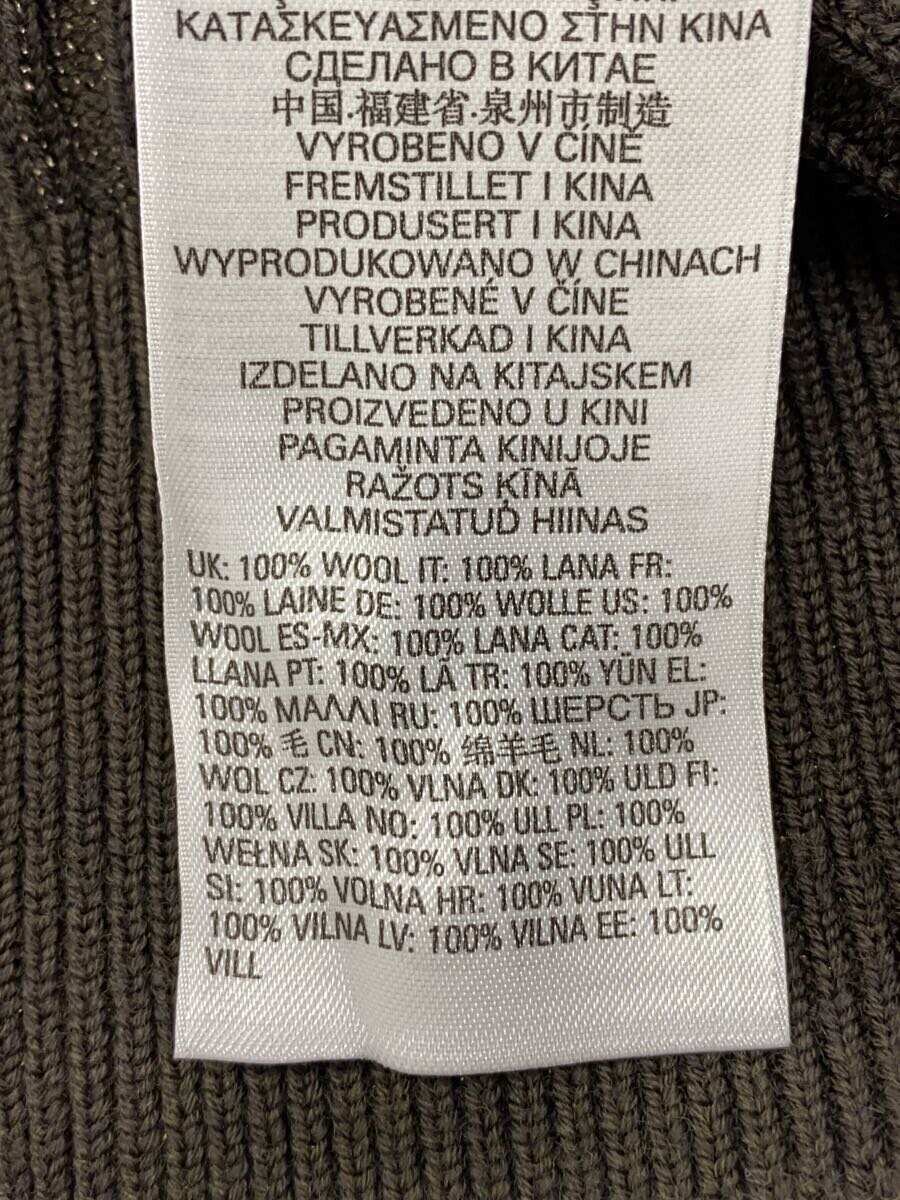 ΚΑΤΑΣΚΕΥΑΣΜΕΝΟ ΣΤΗΝ ΚΙΝΑ
СДЕЛАНО В КИТАЕ
中国.福建省.泉州市制造
VYROBENO V ČÍNĚ
FREMSTILLET I KINA
PRODUSERT I KINA
WYPRODUKOWANO W CHINACH
VYROBENÉ V ČÍNE
TILLVERKAD I KINA
IZDELANO NA KITAJSKEM
PROIZVEDENO U KINI
PAGAMINTA KINIJOJE
RAŽOTS ĶĪNĀ
VALMISTATUD HIINAS
UK: 100% WOOL IT: 100% LANA FR:
100% LAINE DE: 100% WOLLE US: 100%
WOOL ES-MX: 100% LANA CAT: 100%
LLANA PT: 100% LÃ TR: 100% YÜN EL:
100% ΜΑΛΛΙ RU: 100% ШЕРСТЬ JP:
100% 毛 CN: 100% 绵羊毛 NL: 100%
WOL CZ: 100% VLNA DK: 100% ULD FI:
100% VILLA NO: 100% ULL PL: 100%
WEŁNA SK: 100% VLNA SE: 100% ULL
SI: 100% VOLNA HR: 100% VUNA LT:
100% VILNA LV: 100% VILNA EE: 100%
VILL